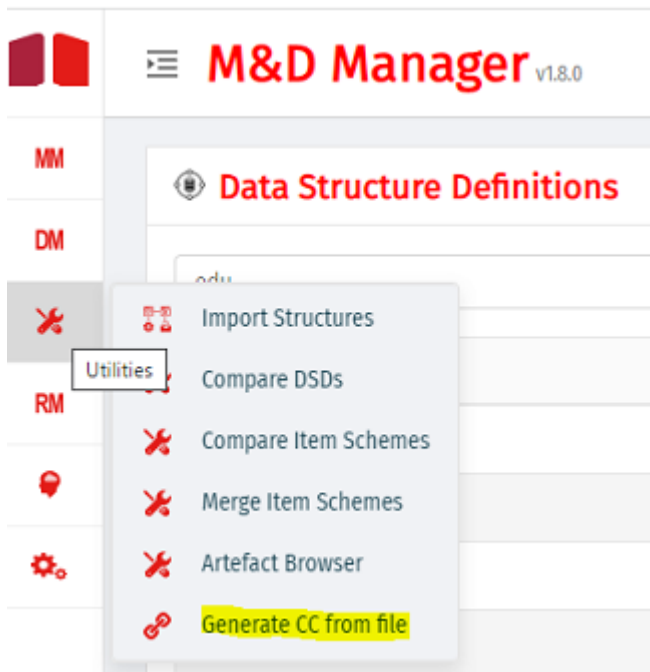 M&D Manager v1.8.0
MM
Data Structure Definitions
DM
edu
Import Structures
Utilities
Compare DSDs
RM
Compare Item Schemes
Merge Item Schemes
Artefact Browser
Generate CC from file